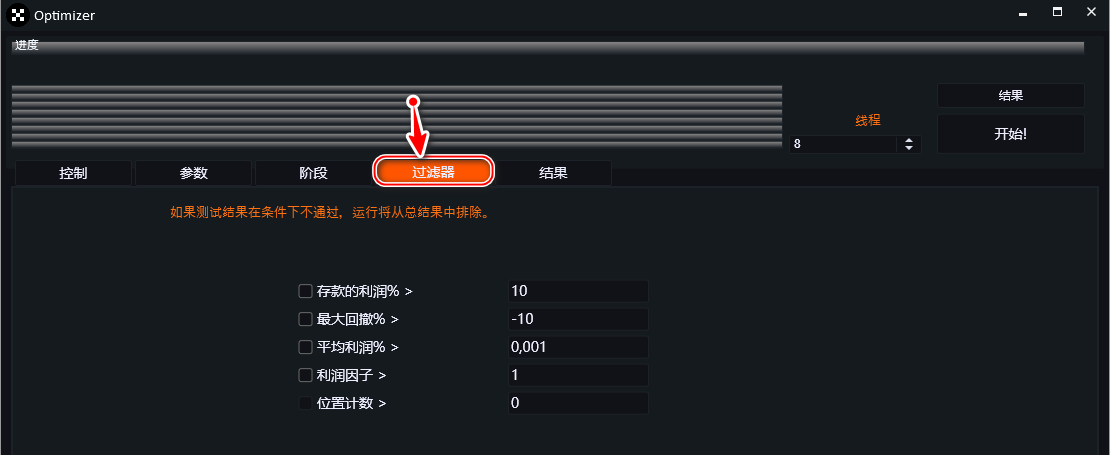 Optimizer
进度
结果
线程
8
开始!
控制
参数
阶段
过滤器
结果
如果测试结果在条件下不通过，运行将从总结果中排除。
存款的利润% > 10
最大回撤% > -10
平均利润% > 0,001
利润因子 > 1
位置计数 > 0